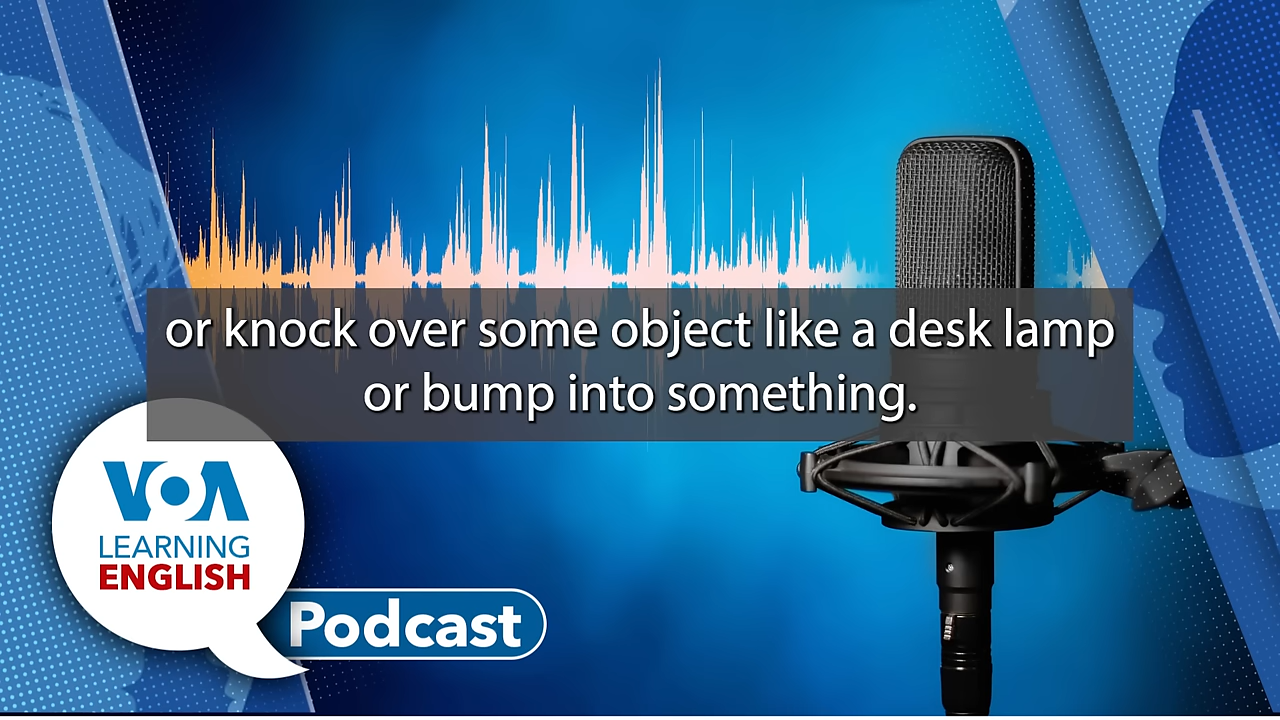 or knock over some object like a desk lamp
or bump into something.
VOA
LEARNING
ENGLISH
Podcast